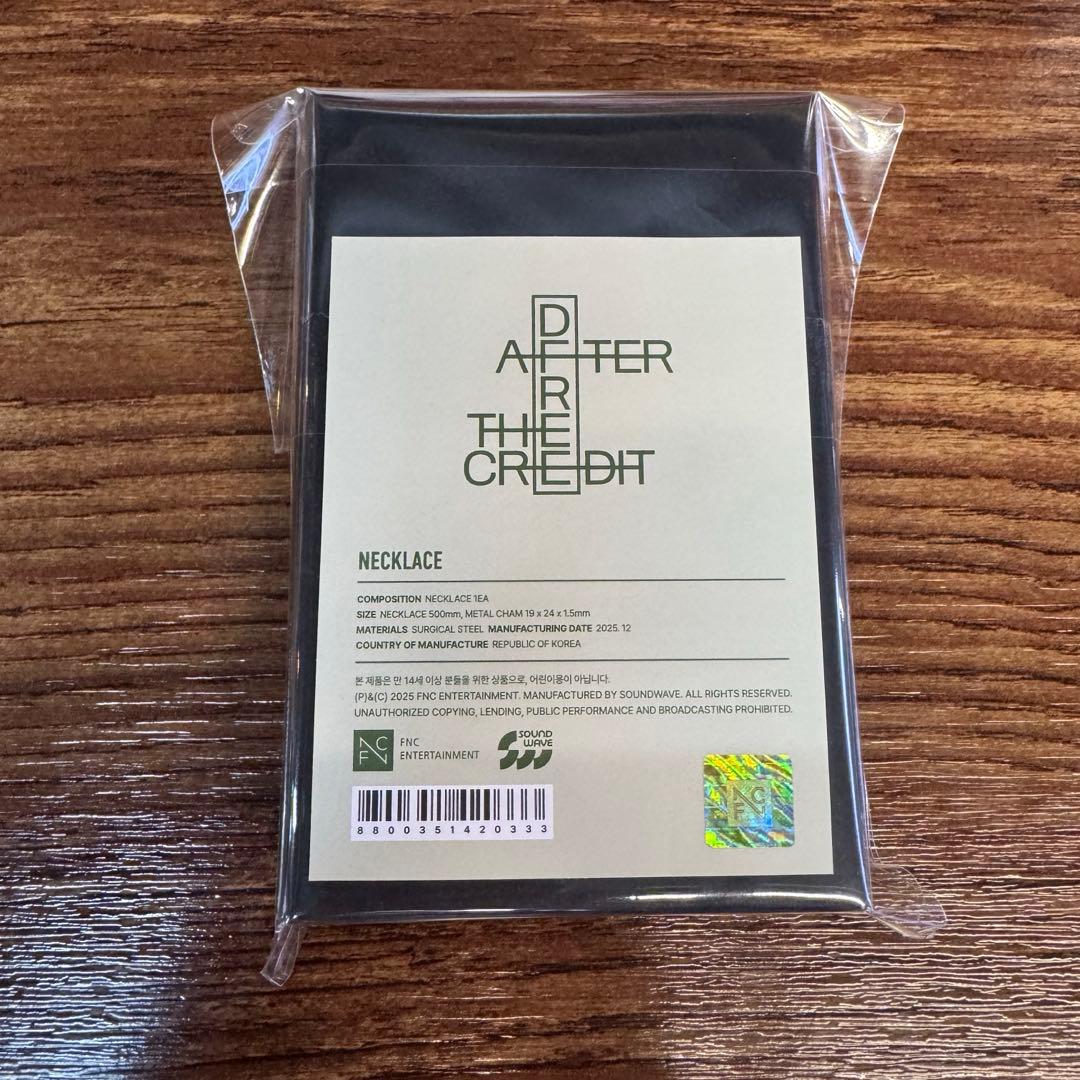 D
AFTER
R
THE
CREDIT
NECKLACE
COMPOSITION NECKLACE 1EA
SIZE NECKLACE 500mm, METAL CHAM 19 x 24 x 1.5mm
MATERIALS SURGICAL STEEL MANUFACTURING DATE 2025. 12
COUNTRY OF MANUFACTURE REPUBLIC OF KOREA
본 제품은 만 14세 이상 분들을 위한 상품으로, 어린이용이 아닙니다.
(P)&(C) 2025 FNC ENTERTAINMENT. MANUFACTURED BY SOUNDWAVE. ALL RIGHTS RESERVED.
UNAUTHORIZED COPYING, LENDING, PUBLIC PERFORMANCE AND BROADCASTING PROHIBITED.
NC
FN
FNC
ENTERTAINMENT
SOUND
WAVE
8800351420333
NC
FN